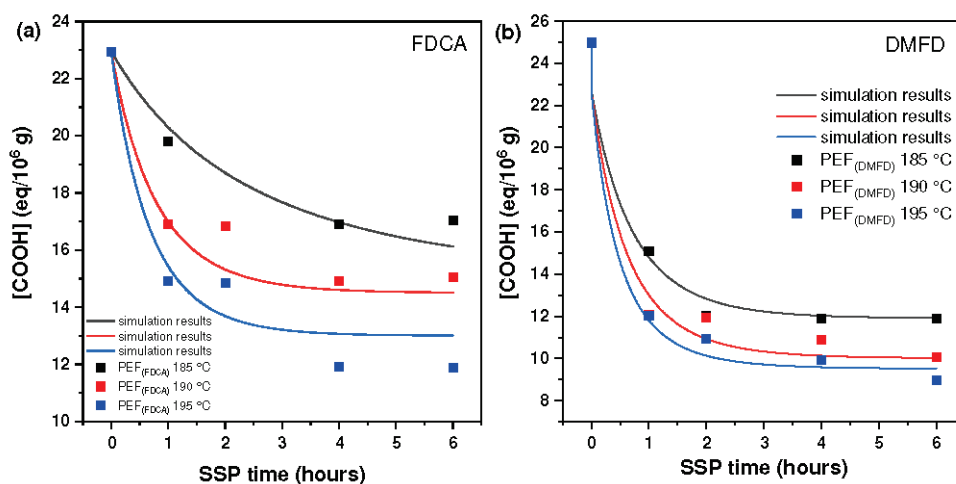 (a)
FDCA
24
22
20
18
16
14
12
10
[COOH] (eq/10⁶ g)
simulation results
simulation results
simulation results
PEF(FDCA) 185 °C
PEF(FDCA) 190 °C
PEF(FDCA) 195 °C
0 1 2 3 4 5 6
SSP time (hours)
(b)
DMFD
26
24
22
20
18
16
14
12
10
8
[COOH] (eq/10⁶ g)
simulation results
simulation results
simulation results
PEF(DMFD) 185 °C
PEF(DMFD) 190 °C
PEF(DMFD) 195 °C
0 1 2 3 4 5 6
SSP time (hours)